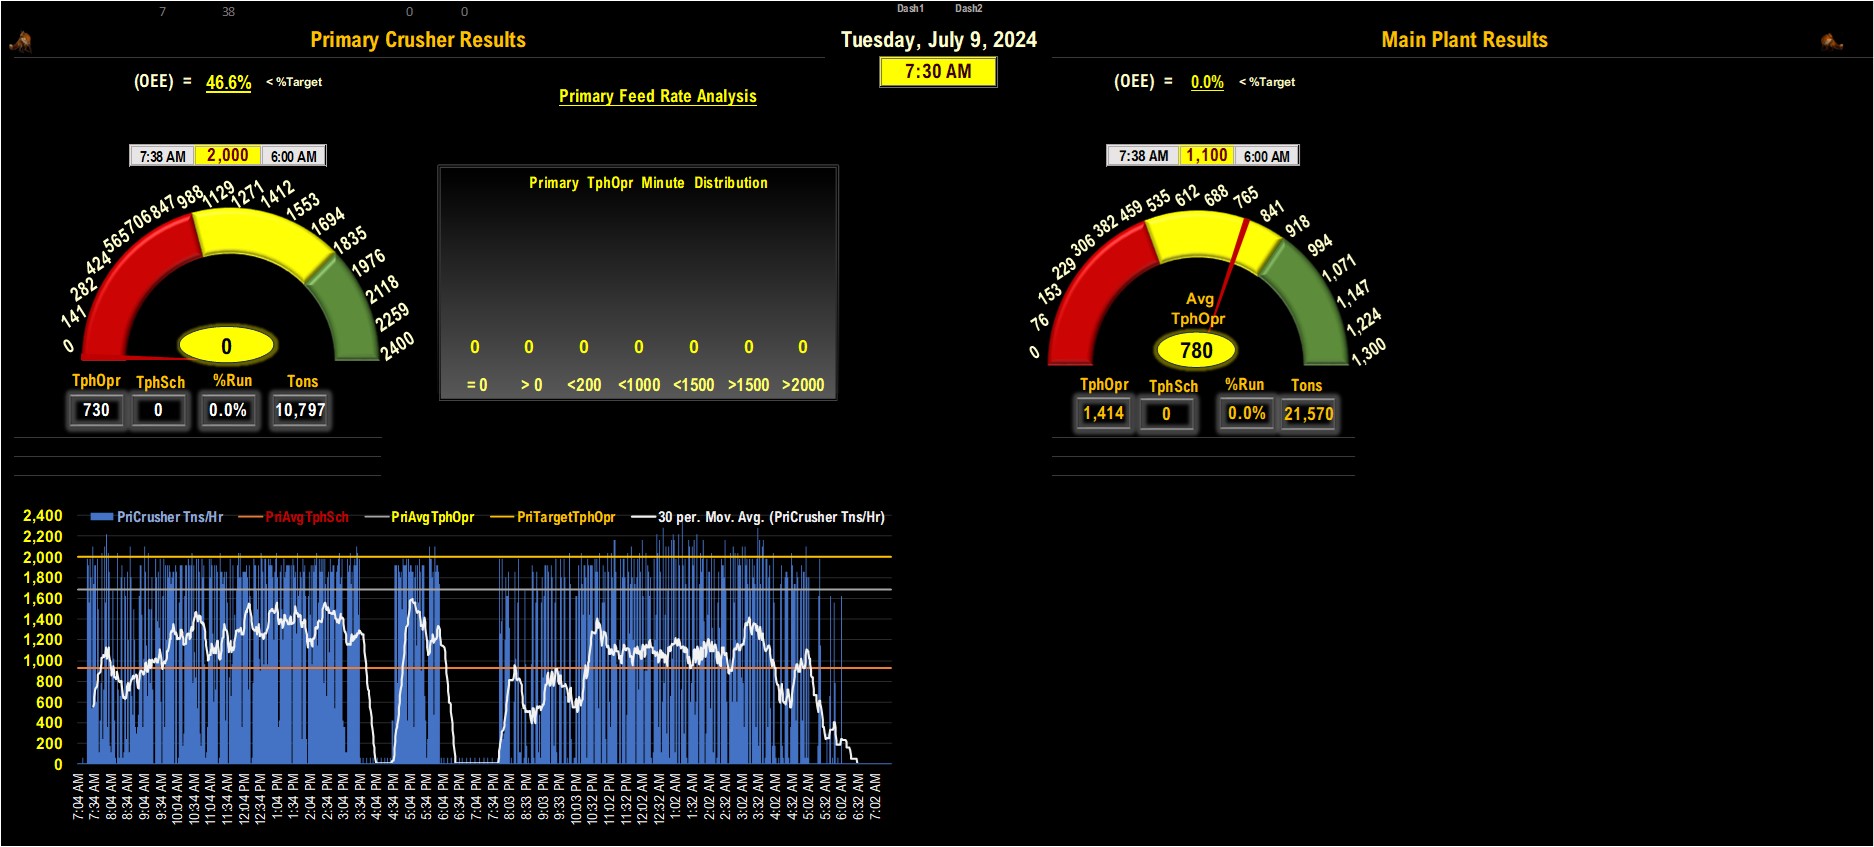 7 38 0 0 Dash1 Dash2
Primary Crusher Results
Tuesday, July 9, 2024
Main Plant Results
7:30 AM
(OEE) = 46.6% < %Target
Primary Feed Rate Analysis
(OEE) = 0.0% < %Target
7:38 AM 2,000 6:00 AM
0
141
282
424
565
706
847
988
1129
1271
1412
1553
1694
1835
1976
2118
2259
2400
0
TphOpr TphSch %Run Tons
730 0 0.0% 10,797
Primary TphOpr Minute Distribution
0 0 0 0 0 0 0
= 0 > 0 <200 <1000 <1500 >1500 >2000
7:38 AM 1,100 6:00 AM
0
76
153
229
306
382
459
535
612
688
765
841
918
994
1,071
1,147
1,224
1,300
Avg
TphOpr
780
TphOpr TphSch %Run Tons
1,414 0 0.0% 21,570
PriCrusher Tns/Hr PriAvgTphSch PriAvgTphOpr PriTargetTphOpr 30 per. Mov. Avg. (PriCrusher Tns/Hr)
2,400
2,200
2,000
1,800
1,600
1,400
1,200
1,000
800
600
400
200
0
7:04 AM
7:34 AM
8:04 AM
8:34 AM
9:04 AM
9:34 AM
10:04 AM
10:34 AM
11:04 AM
11:34 AM
12:04 PM
12:34 PM
1:04 PM
1:34 PM
2:04 PM
2:34 PM
3:04 PM
3:34 PM
4:04 PM
4:34 PM
5:04 PM
5:34 PM
6:04 PM
6:34 PM
7:04 PM
7:34 PM
8:03 PM
8:33 PM
9:03 PM
9:33 PM
10:03 PM
10:32 PM
11:02 PM
11:32 PM
12:02 AM
12:32 AM
1:02 AM
1:32 AM
2:02 AM
2:32 AM
3:02 AM
3:32 AM
4:02 AM
4:32 AM
5:02 AM
5:32 AM
6:02 AM
6:32 AM
7:02 AM